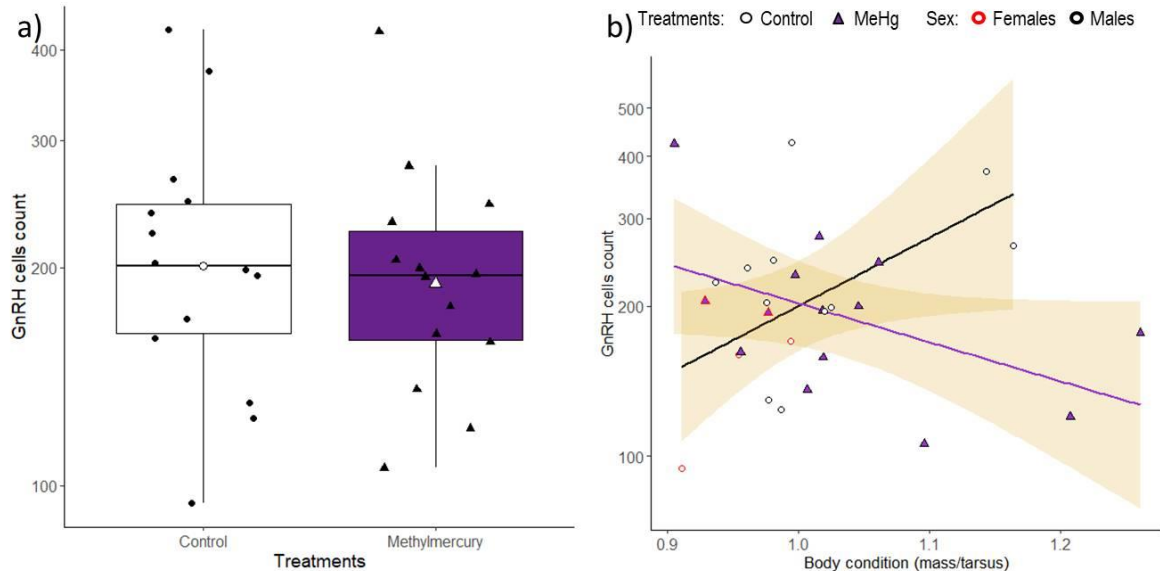 a)
GnRH cells count
400
300
200
100
Control
Methylmercury
Treatments
b)
Treatments: Control MeHg Sex: Females Males
GnRH cells count
500
400
300
200
100
0.9 1.0 1.1 1.2
Body condition (mass/tarsus)